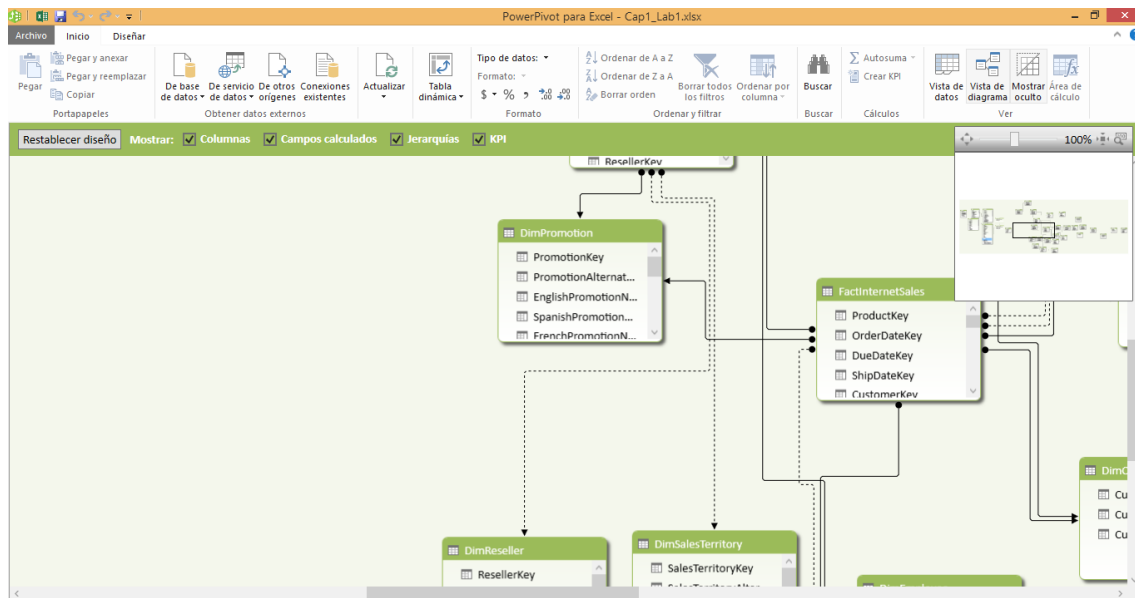 PowerPivot para Excel - Cap1_Lab1.xlsx
Archivo Inicio Diseñar
Pegar
Pegar y anexar
Pegar y reemplazar
Copiar
Portapapeles
De base de datos
De servicio de datos
De otros orígenes
Conexiones existentes
Obtener datos externos
Actualizar
Tabla dinámica
Tipo de datos:
Formato:
$ % ,
Formato
Ordenar de A a Z
Ordenar de Z a A
Borrar orden
Borrar todos los filtros
Ordenar por columna
Ordenar y filtrar
Buscar
Buscar
Autosuma
Crear KPI
Cálculos
Vista de datos
Vista de diagrama
Mostrar oculto
Área de cálculo
Ver
Restablecer diseño Mostrar: Columnas Campos calculados Jerarquías KPI
100%
ResellerKey
DimPromotion
PromotionKey
PromotionAlternat...
EnglishPromotionN...
SpanishPromotion...
FrenchPromotionN...
FactInternetSales
ProductKey
OrderDateKey
DueDateKey
ShipDateKey
CustomerKey
DimC
Cu
Cu
Cu
DimReseller
ResellerKey
DimSalesTerritory
SalesTerritoryKey